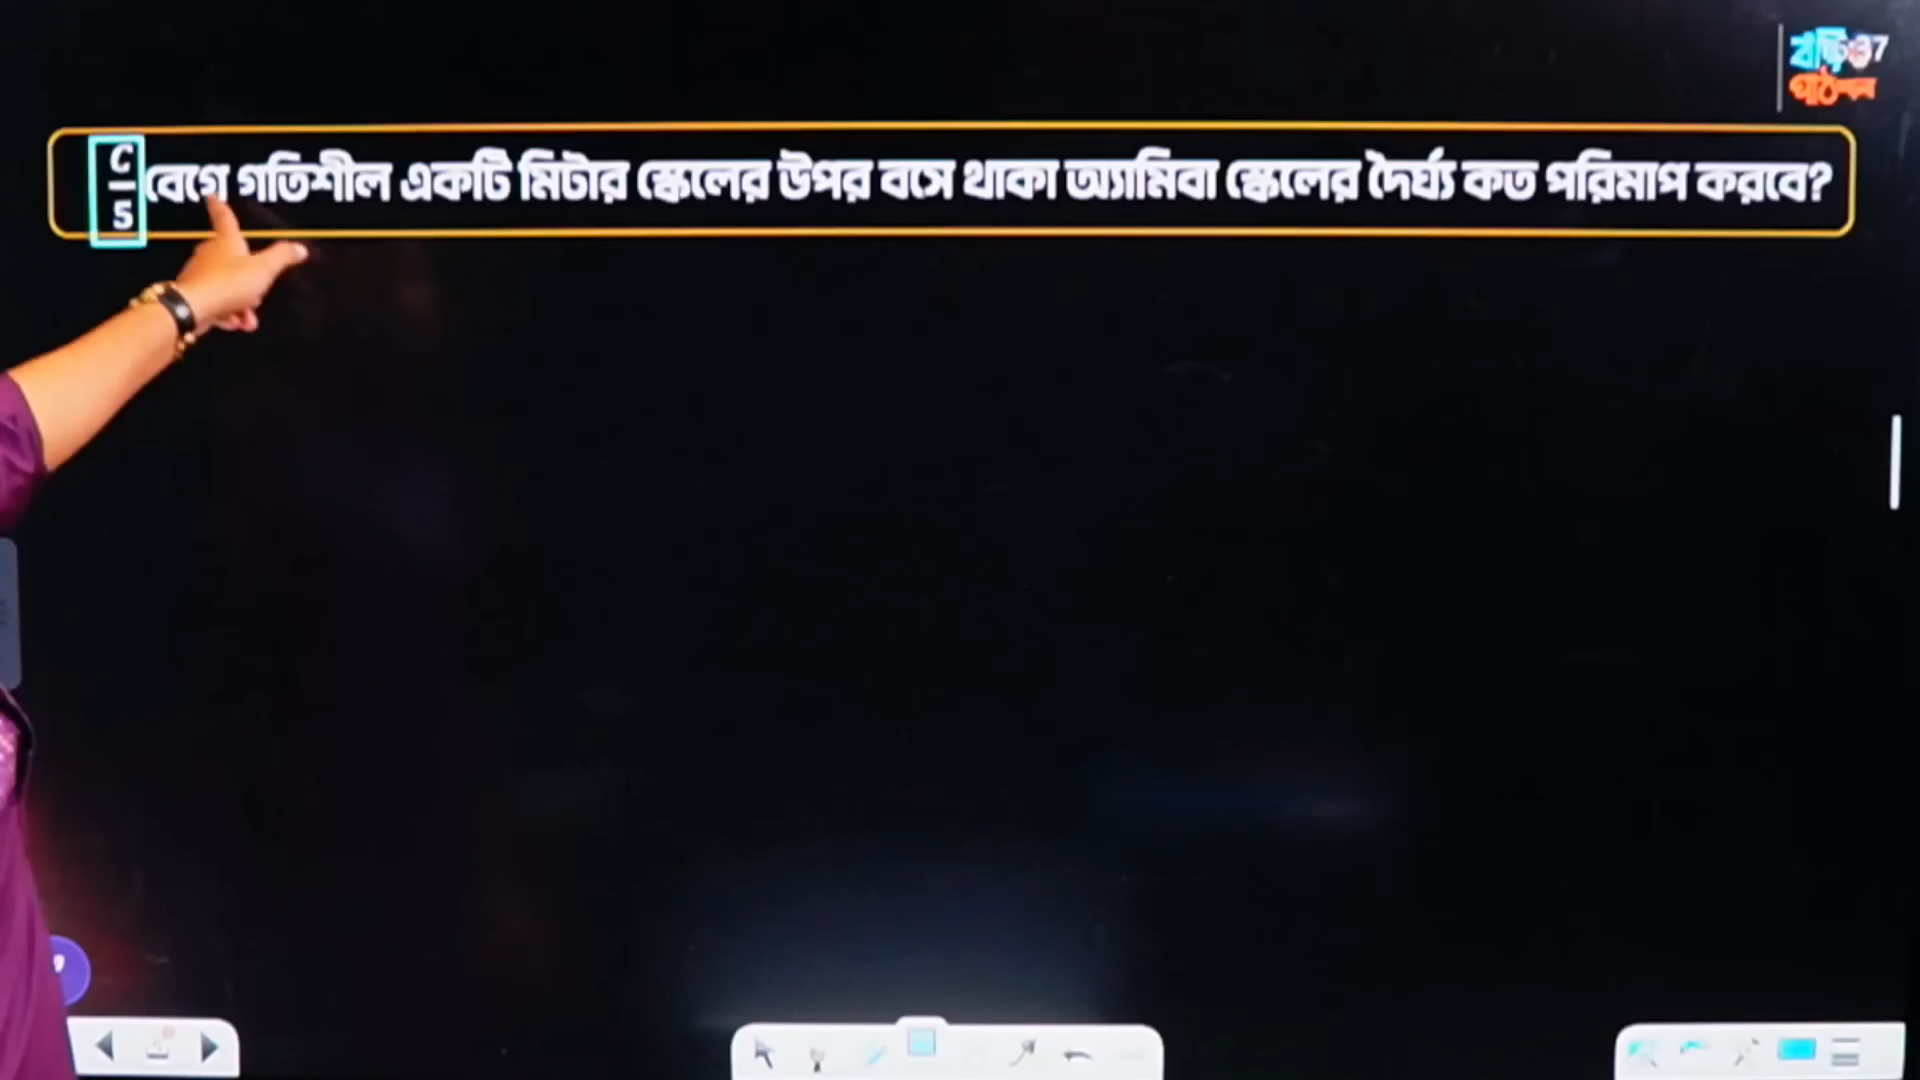 C/5 বেগে গতিশীল একটি মিটার স্কেলের উপর বসে থাকা অ্যামিবা স্কেলের দৈর্ঘ্য কত পরিমাপ করবে?